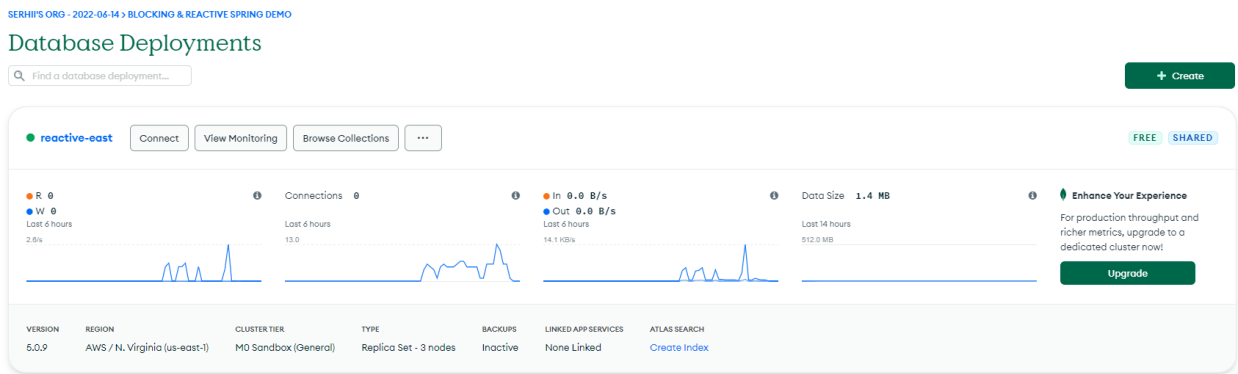 SERHII'S ORG - 2022-06-14 > BLOCKING & REACTIVE SPRING DEMO
Database Deployments
Find a database deployment...
+ Create
reactive-east
Connect
View Monitoring
Browse Collections
...
FREE
SHARED
R 0
W 0
Last 6 hours
2.6/s
Connections 0
Last 6 hours
13.0
In 0.0 B/s
Out 0.0 B/s
Last 6 hours
14.1 KB/s
Data Size 1.4 MB
Last 14 hours
512.0 MB
Enhance Your Experience
For production throughput and
richer metrics, upgrade to a
dedicated cluster now!
Upgrade
VERSION
5.0.9
REGION
AWS / N. Virginia (us-east-1)
CLUSTER TIER
M0 Sandbox (General)
TYPE
Replica Set - 3 nodes
BACKUPS
Inactive
LINKED APP SERVICES
None Linked
ATLAS SEARCH
Create Index